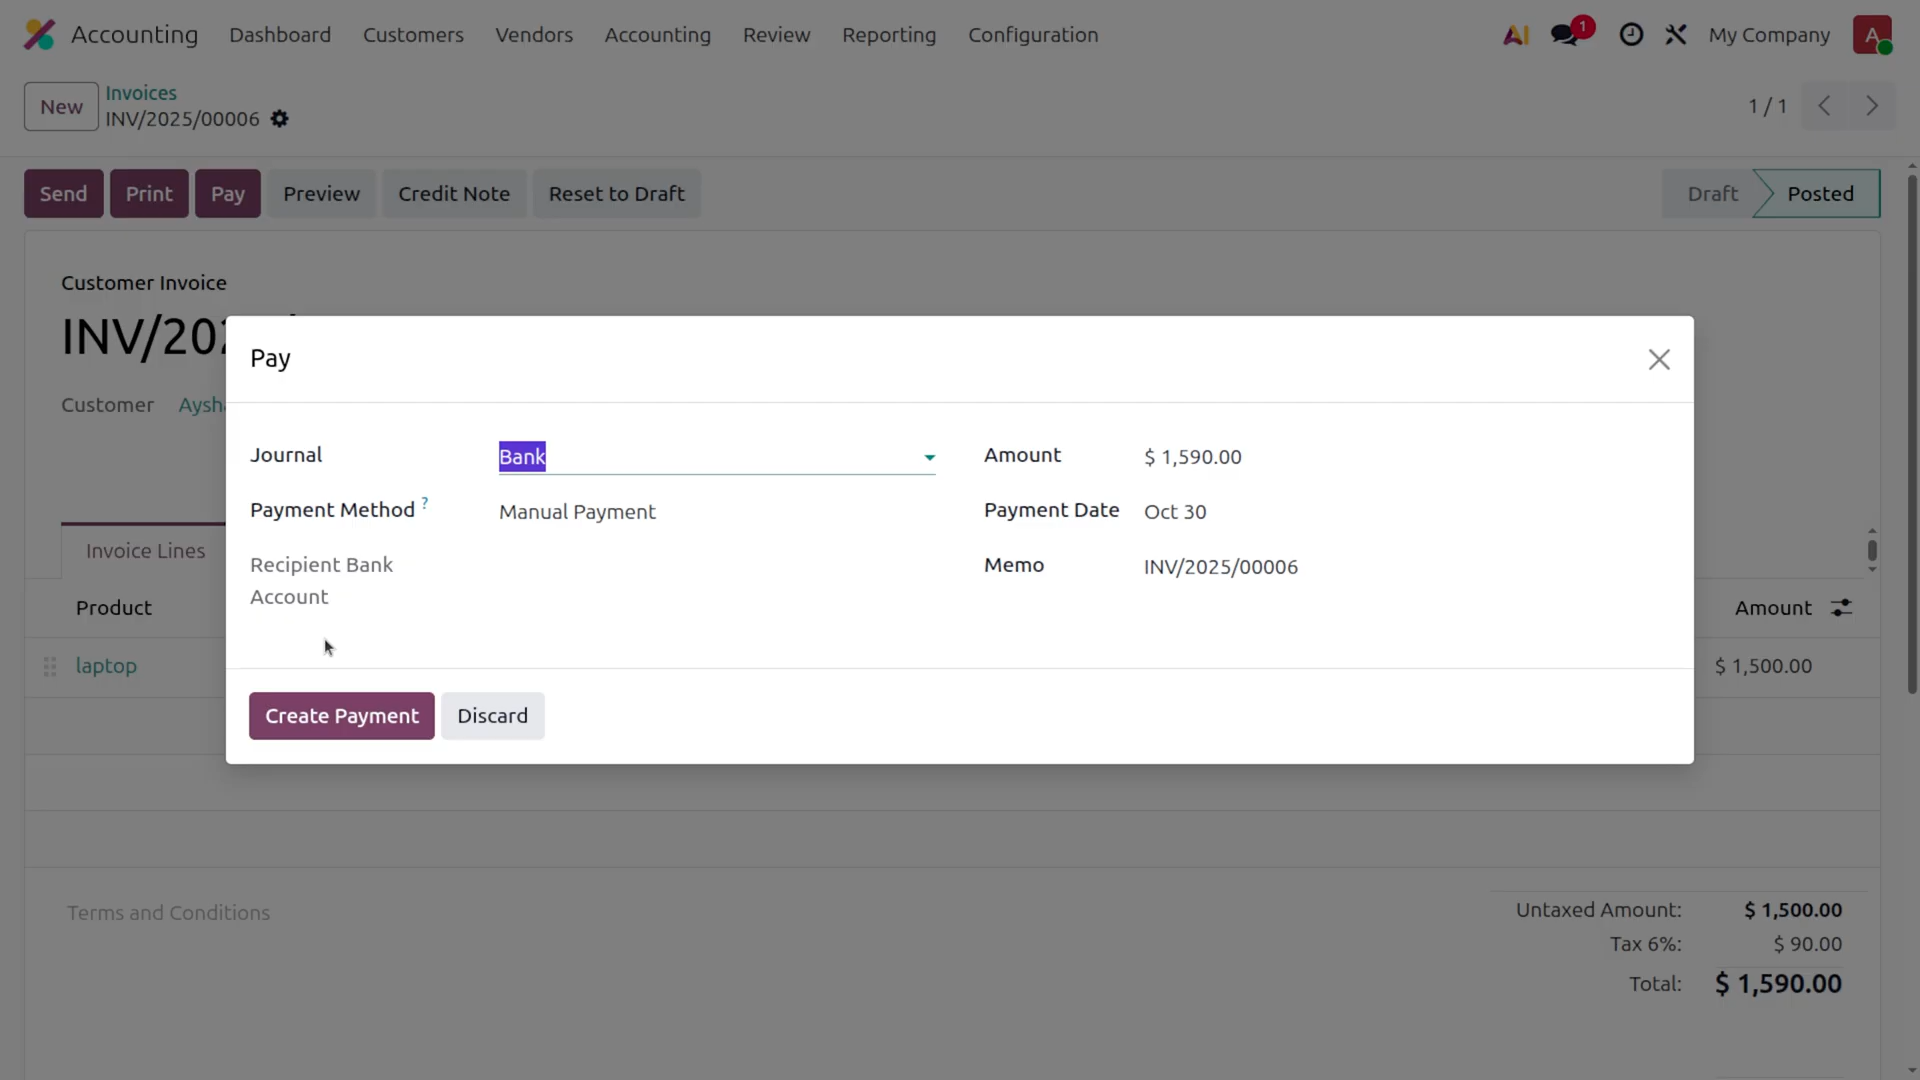 Accounting Dashboard Customers Vendors Accounting Review Reporting Configuration AI 1 My Company A
New Invoices 1 / 1
INV/2025/00006
Send Print Pay Preview Credit Note Reset to Draft Draft Posted
Customer Invoice
INV/202
Pay
Customer Aysh
Journal Bank Amount $ 1,590.00
Payment Method ? Manual Payment Payment Date Oct 30
Invoice Lines
Recipient Bank Account Memo INV/2025/00006
Product Amount
laptop $ 1,500.00
Create Payment Discard
Terms and Conditions
Untaxed Amount: $ 1,500.00
Tax 6%: $ 90.00
Total: $ 1,590.00